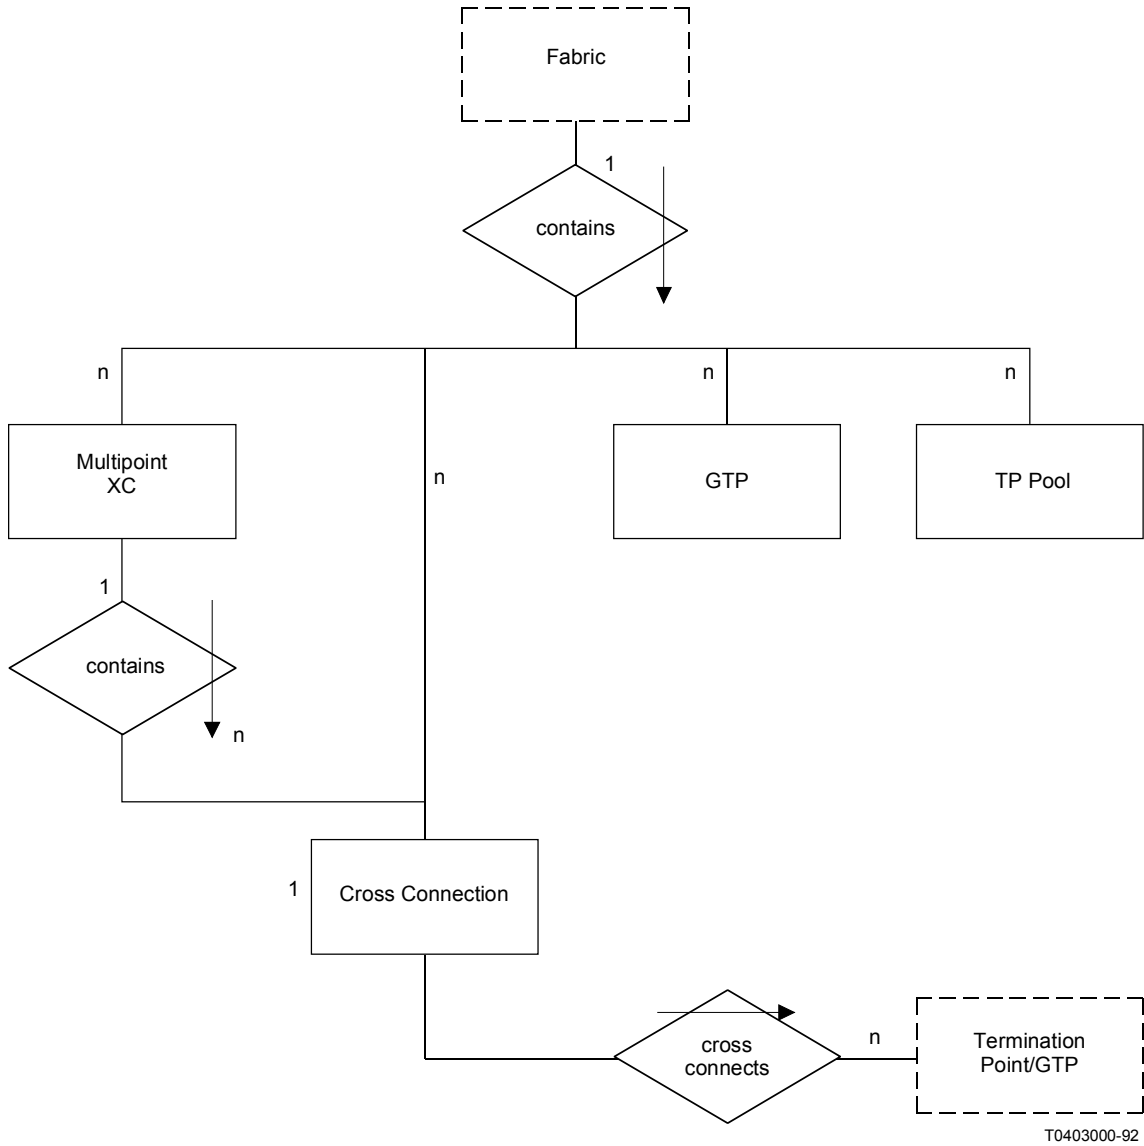 Fabric
1
contains
n
n
n
Multipoint
XC
n
GTP
TP Pool
1
contains
n
1
Cross Connection
cross
connects
n
Termination
Point/GTP
T0403000-92